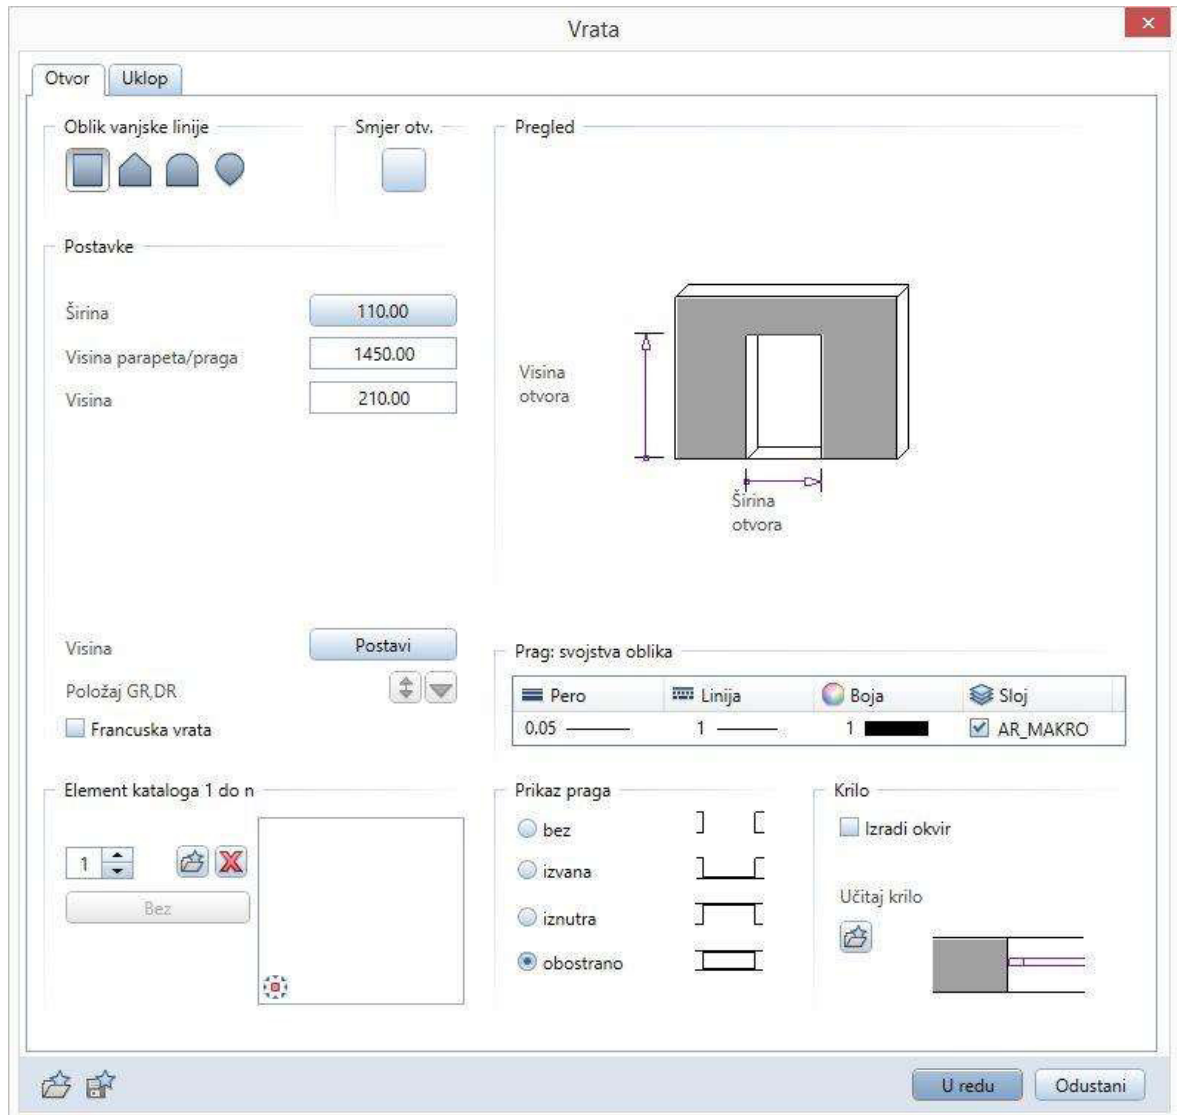 Vrata
Otvor Uklop
Oblik vanjske linije
Smjer otv.
Pregled
Postavke
Širina 110.00
Visina parapeta/praga 1450.00
Visina 210.00
Visina
otvora
Širina
otvora
Visina Postavi
Položaj GR,DR
Francuska vrata
Prag: svojstva oblika
Pero Linija Boja Sloj
0.05 1 1 AR_MAKRO
Element kataloga 1 do n
1
Bez
Prikaz praga
bez
izvana
iznutra
obostrano
Krilo
Izradi okvir
Učitaj krilo
U redu Odustani